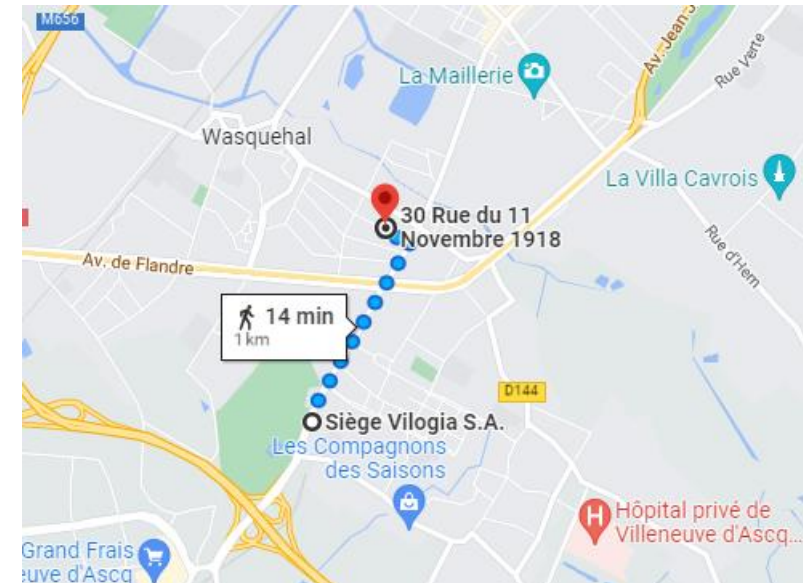 M656
La Maillerie
Av. Jean
Rue Verte
Wasquehal
La Villa Cavrois
30 Rue du 11
Novembre 1918
Rue d'Hem
Av. de Flandre
14 min
1 km
D144
Siège Vilogia S.A.
Les Compagnons
des Saisons
H
Hôpital privé de
Villeneuve d'Ascq...
Grand Frais
euve d'Ascq